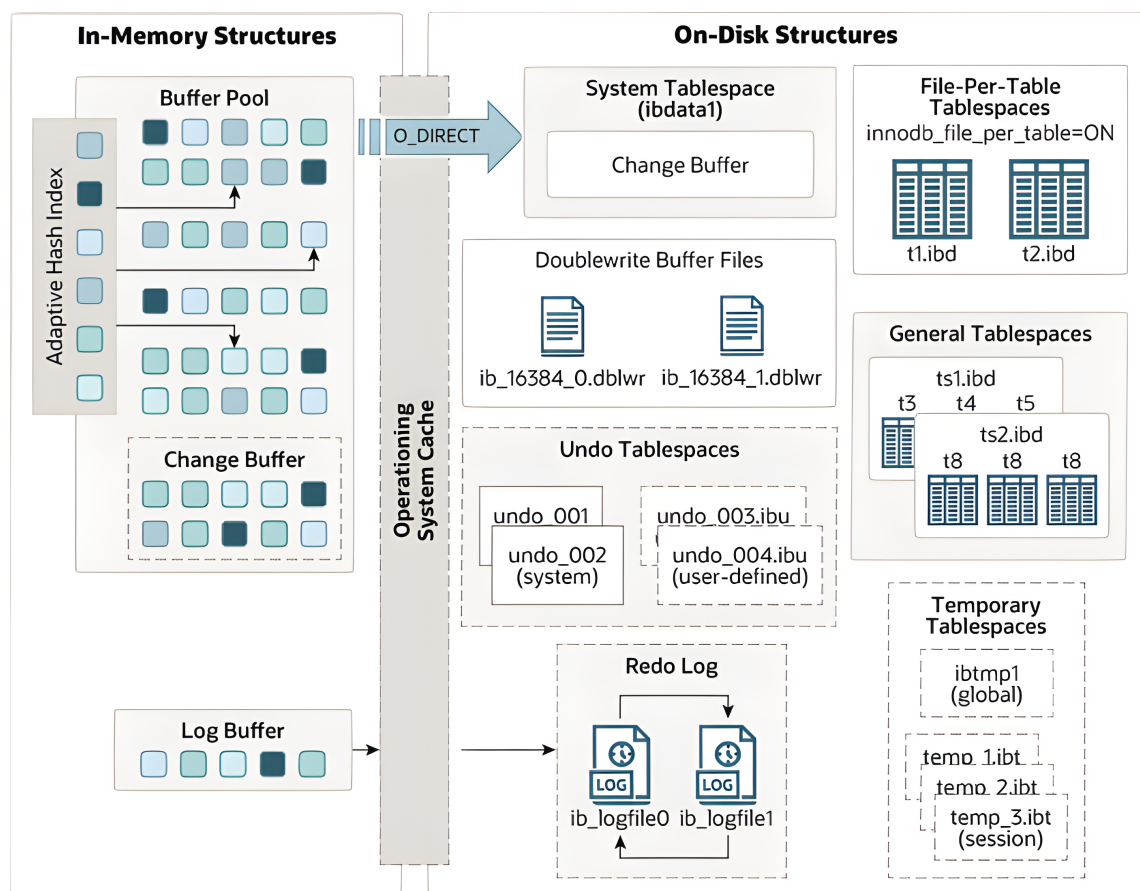 In-Memory Structures
Buffer Pool
Adaptive Hash Index
Change Buffer
Log Buffer
Operationing
System Cache
O_DIRECT
On-Disk Structures
System Tablespace
(ibdata1)
Change Buffer
Doublewrite Buffer Files
ib_16384_0.dblwr
ib_16384_1.dblwr
Undo Tablespaces
undo_001
undo_002
(system)
undo_003.ibu
undo_004.ibu
(user-defined)
Redo Log
LOG
LOG
ib_logfile0
ib_logfile1
File-Per-Table
Tablespaces
innodb_file_per_table=ON
t1.ibd
t2.ibd
General Tablespaces
ts1.ibd
t3 t4 t5
ts2.ibd
t8 t8 t8
Temporary
Tablespaces
ibtmp1
(global)
temp_1.ibt
temp_2.ibt
temp_3.ibt
(session)